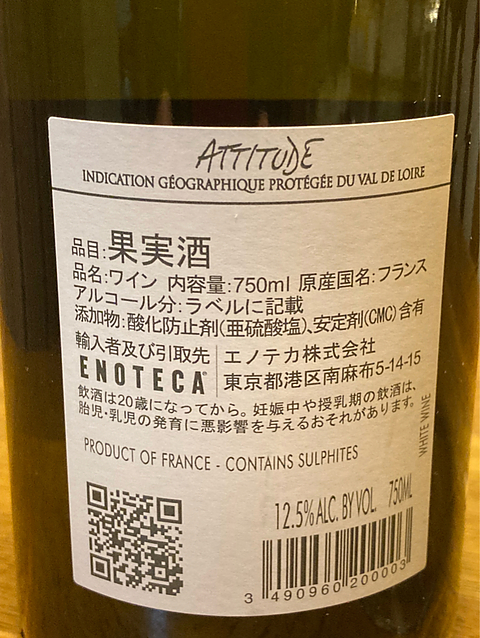 ATTITUDE
INDICATION GÉOGRAPHIQUE PROTÉGÉE DU VAL DE LOIRE
品目:果実酒
品名:ワイン 内容量:750ml 原産国名:フランス
アルコール分:ラベルに記載
添加物:酸化防止剤(亜硫酸塩)、安定剤(CMC)含有
輸入者及び引取先 エノテカ株式会社
ENOTECA® 東京都港区南麻布5-14-15
飲酒は20歳になってから。妊娠中や授乳期の飲酒は、
胎児・乳児の発育に悪影響を与えるおそれがあります。
WHITE WINE
PRODUCT OF FRANCE - CONTAINS SULPHITES
12.5% ALC. BY VOL. 750ML
3 490960 200003